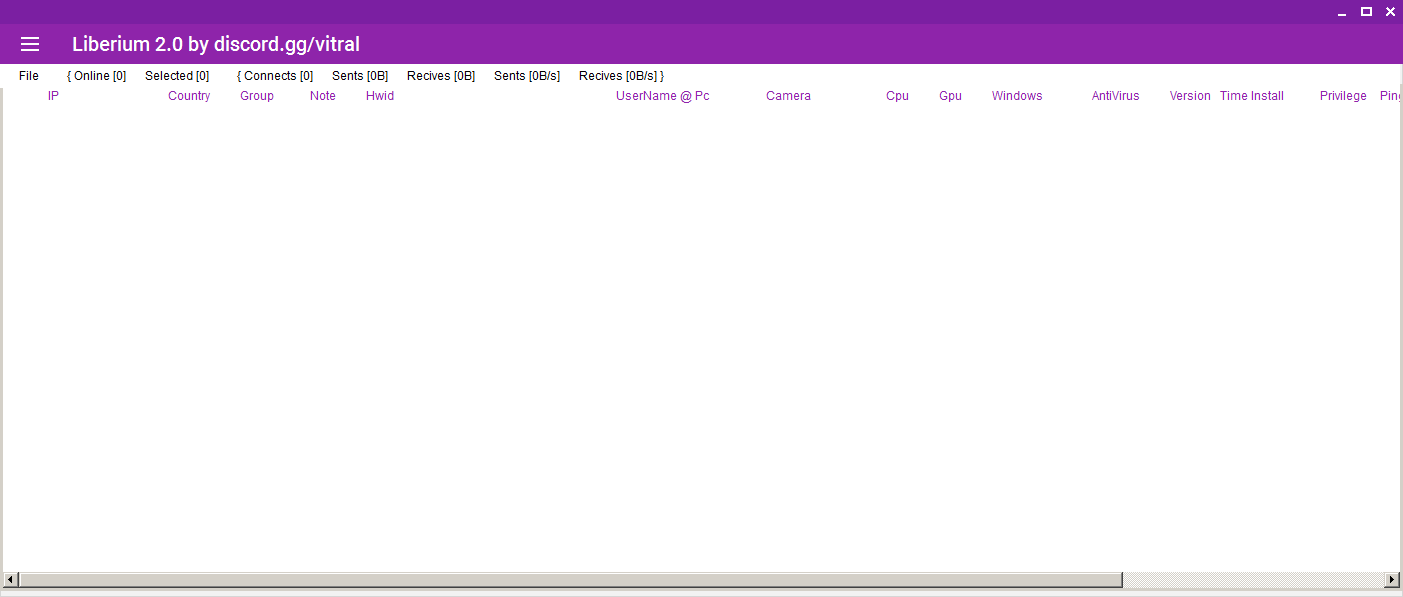 Liberium 2.0 by discord.gg/vitral
File { Online [0] Selected [0] { Connects [0] Sents [0B] Recives [0B] Sents [0B/s] Recives [0B/s] }
IP Country Group Note Hwid UserName @ Pc Camera Cpu Gpu Windows AntiVirus Version Time Install Privilege Ping